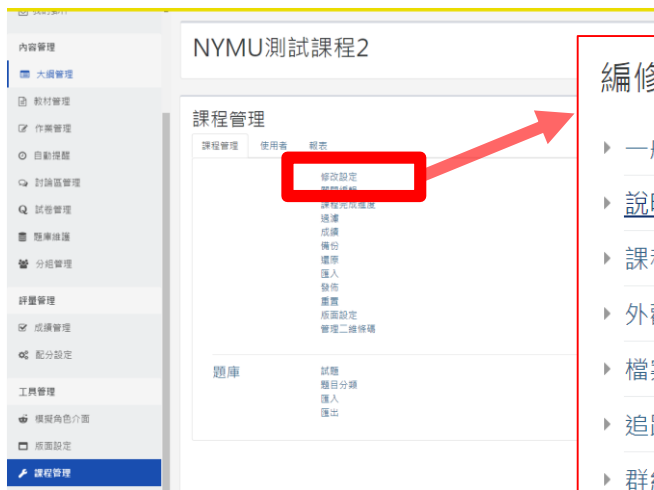 內容管理
大綱管理
教材管理
作業管理
自動提醒
討論區管理
試卷管理
題庫維護
分組管理
評量管理
成績管理
配分設定
工具管理
模擬角色介面
版面設定
課程管理
NYMU測試課程2
課程管理
課程管理 使用者 報表
修改設定
課程完成進度
過濾
成績
備份
還原
匯入
發佈
重置
版面設定
管理二維條碼
題庫
試題
題目分類
匯入
匯出
編修
一般
說明
課程
外觀
檔案
追蹤
群組